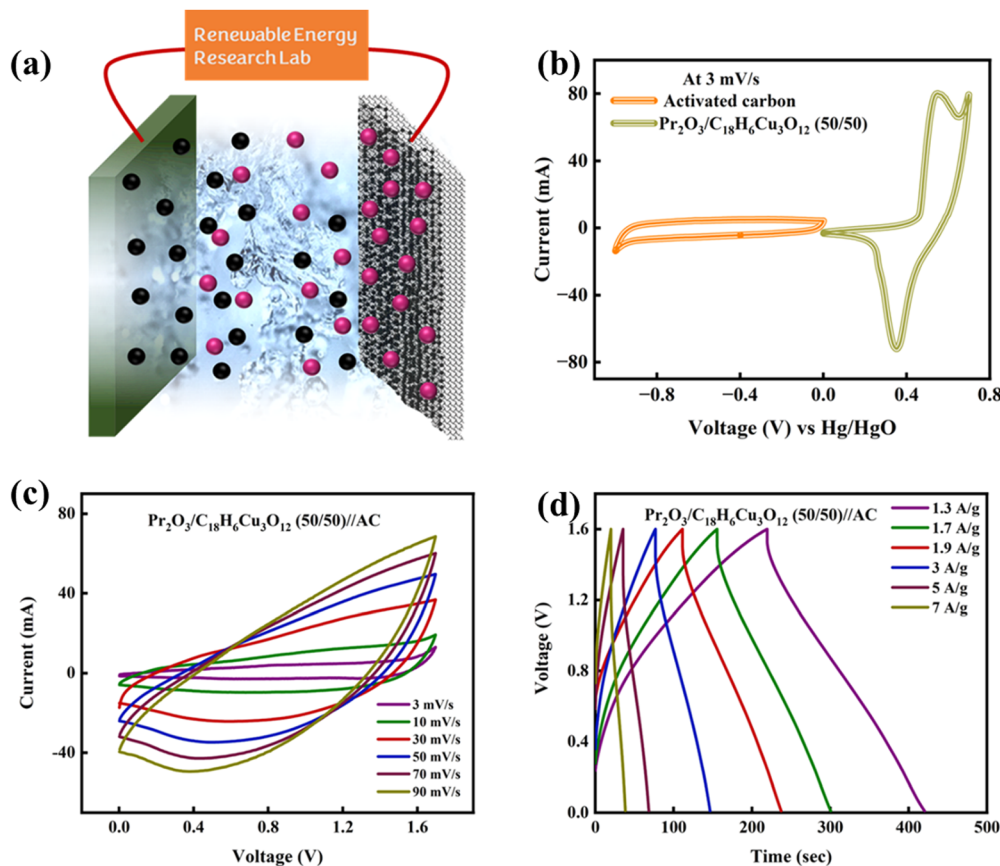 (a)
Renewable Energy
Research Lab
(b)
At 3 mV/s
Activated carbon
Pr₂O₃/C₁₈H₆Cu₃O₁₂ (50/50)
80
40
0
−40
−80
−0.8
−0.4
0.0
0.4
0.8
Current (mA)
Voltage (V) vs Hg/HgO
(c)
Pr₂O₃/C₁₈H₆Cu₃O₁₂ (50/50)//AC
80
40
0
-40
0.0
0.4
0.8
1.2
1.6
3 mV/s
10 mV/s
30 mV/s
50 mV/s
70 mV/s
90 mV/s
Current (mA)
Voltage (V)
(d)
Pr₂O₃/C₁₈H₆Cu₃O₁₂ (50/50)//AC
1.3 A/g
1.7 A/g
1.9 A/g
3 A/g
5 A/g
7 A/g
1.6
1.2
0.8
0.4
0.0
0
100
200
300
400
500
Voltage (V)
Time (sec)